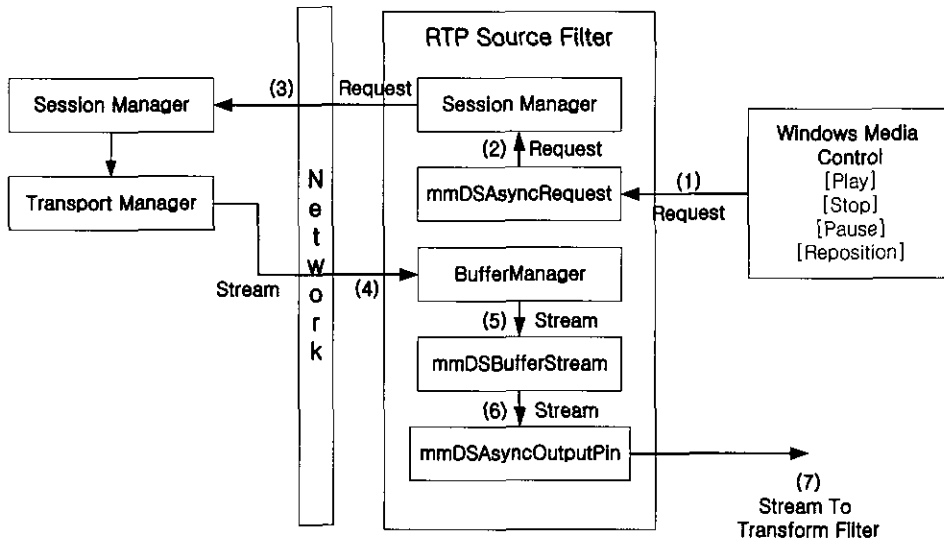 RTP Source Filter
(3)
Request
Session Manager
Session Manager
(2)
Request
Windows Media
Control
[Play]
[Stop]
[Pause]
[Reposition]
Transport Manager
Network
mmDSAsyncRequest
(1)
Request
Stream
(4)
BufferManager
(5)
Stream
mmDSBufferStream
(6)
Stream
mmDSAsyncOutputPin
(7)
Stream To
Transform Filter